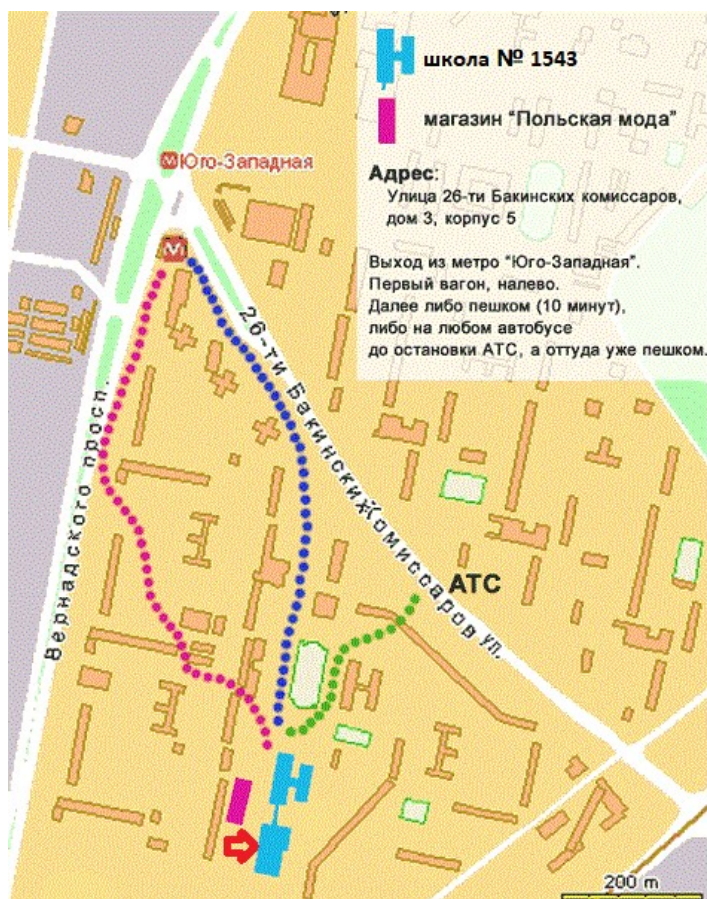 школа № 1543
магазин “Польская мода”
Адрес:
Улица 26-ти Бакинских комиссаров,
дом 3, корпус 5
Выход из метро “Юго-Западная”.
Первый вагон, налево.
Далее либо пешком (10 минут),
либо на любом автобусе
до остановки АТС, а оттуда уже пешком.
М Юго-Западная
М
26-ти Бакинских Комиссаров ул.
Вернадского просп.
АТС
200 m